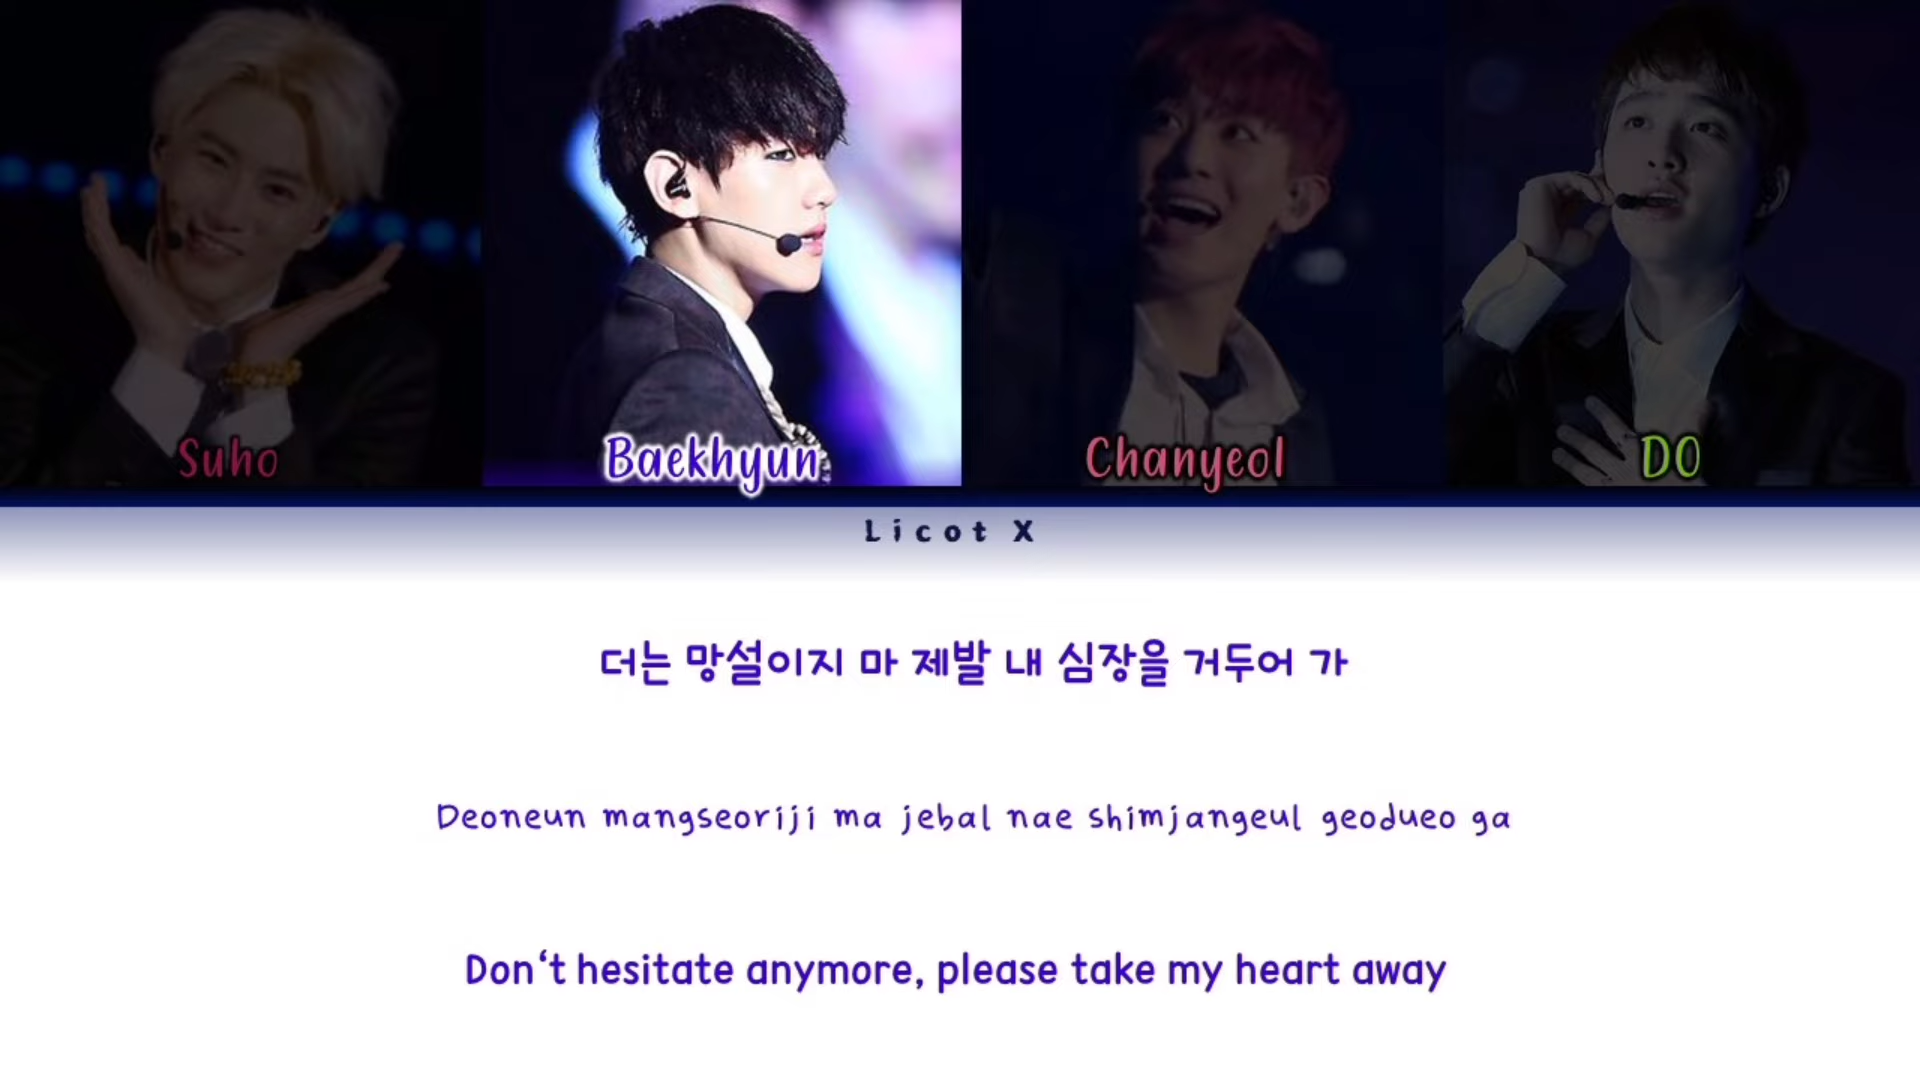 Suho
Baekhyun
Chanyeol
DO
Licot X
더는 망설이지 마 제발 내 심장을 거두어 가
Deoneun mangseoriji ma jebal nae shimjangeul geodueo ga
Don‘t hesitate anymore, please take my heart away